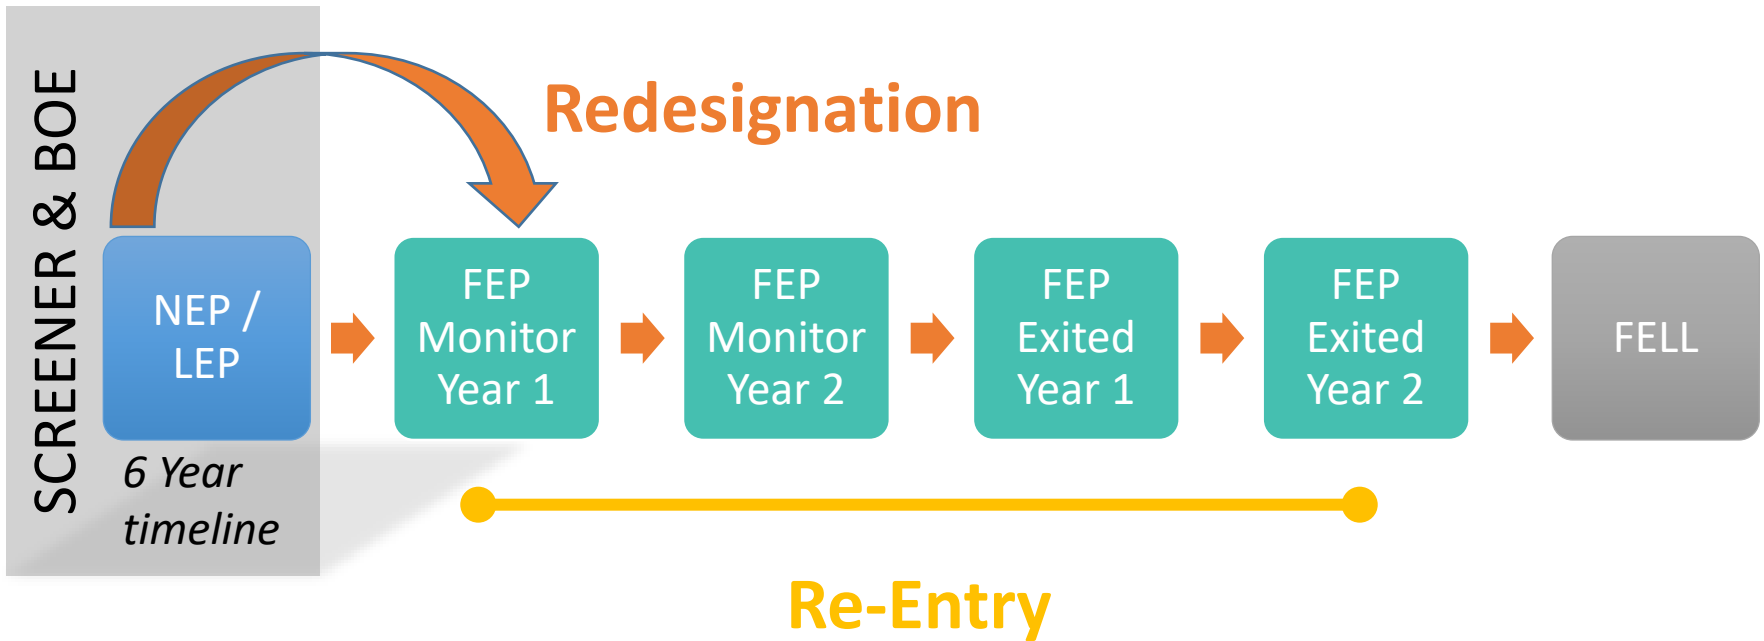 SCREENER & BOE
Redesignation
NEP /
LEP
6 Year
timeline
FEP
Monitor
Year 1
FEP
Monitor
Year 2
FEP
Exited
Year 1
FEP
Exited
Year 2
FELL
Re-Entry